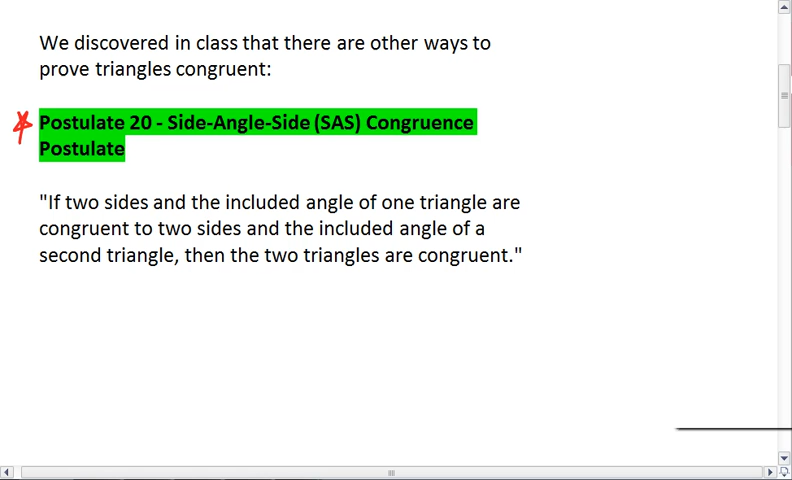 We discovered in class that there are other ways to
prove triangles congruent:
Postulate 20 - Side-Angle-Side (SAS) Congruence
Postulate
"If two sides and the included angle of one triangle are
congruent to two sides and the included angle of a
second triangle, then the two triangles are congruent."